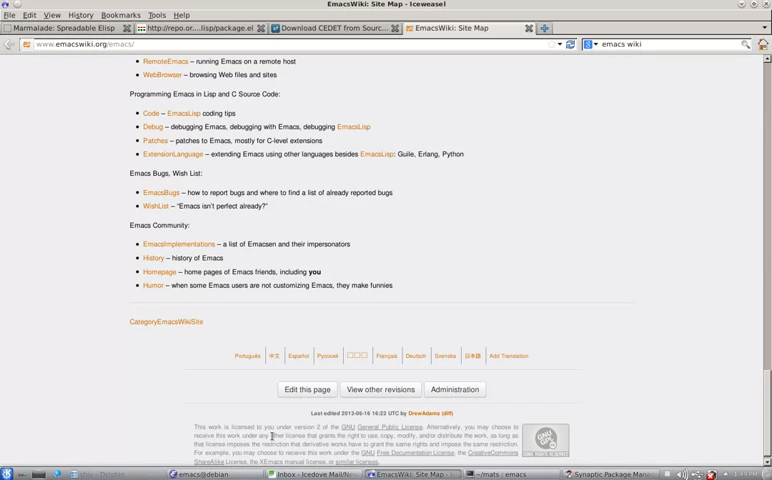 EmacsWiki: Site Map - Iceweasel
File Edit View History Bookmarks Tools Help
Marmalade: Spreadable Elisp
http://repo.or....lisp/package.el
Download CEDET from Sourc...
EmacsWiki: Site Map
www.emacswiki.org/emacs/
emacs wiki
RemoteEmacs – running Emacs on a remote host
WebBrowser – browsing Web files and sites
Programming Emacs in Lisp and C Source Code:
Code – EmacsLisp coding tips
Debug – debugging Emacs, debugging with Emacs, debugging EmacsLisp
Patches – patches to Emacs, mostly for C-level extensions
ExtensionLanguage – extending Emacs using other languages besides EmacsLisp: Guile, Erlang, Python
Emacs Bugs, Wish List:
EmacsBugs – how to report bugs and where to find a list of already reported bugs
WishList – “Emacs isn’t perfect already?”
Emacs Community:
EmacsImplementations – a list of Emacsen and their impersonators
History – history of Emacs
Homepage – home pages of Emacs friends, including you
Humor – when some Emacs users are not customizing Emacs, they make funnies
CategoryEmacsWikiSite
Português 中文 Español Русский Français Deutsch Svenska 日本語 Add Translation
Edit this page View other revisions Administration
Last edited 2013-06-16 16:22 UTC by DrewAdams (diff)
This work is licensed to you under version 2 of the GNU General Public License. Alternatively, you may choose to
receive this work under any other license that grants the right to use, copy, modify, and/or distribute the work, as long as
that license imposes the restriction that derivative works have to grant the same rights and impose the same restriction.
For example, you may choose to receive this work under the GNU Free Documentation License, the CreativeCommons
ShareAlike License, the XEmacs manual license, or similar licenses.
GNU GPL
Dolphin
emacs@debian
Inbox - Icedove Mail/Ne
EmacsWiki: Site Map -
~/mats : emacs
Synaptic Package Man